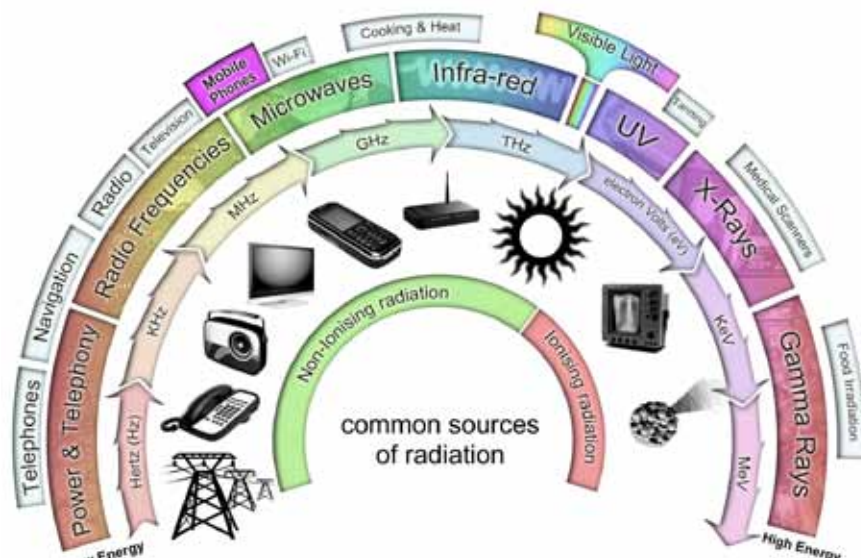 Cooking & Heat
Visible Light
Wi-Fi
Mobile
Phones
Television
Radio
Navigation
Telephones
Tanning
Medical Scanners
Food Irradiation
Power & Telephony
Radio Frequencies
Microwaves
Infra-red
UV
X-Rays
Gamma Rays
Hertz (Hz)
KHz
MHz
GHz
THz
electron Volts (eV)
KeV
MeV
Non-Ionising radiation
Ionising radiation
common sources
of radiation
Energy
High Energy